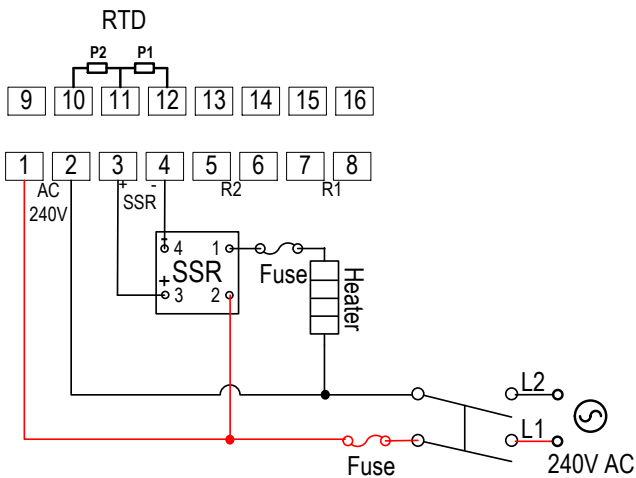 RTD
P2 P1
9 10 11 12 13 14 15 16
1 2 3 4 5 6 7 8
AC
240V
+ -
SSR
R2
R1
- 4 1
SSR
+ 3 2
Fuse
Heater
L2
L1
Fuse
240V AC